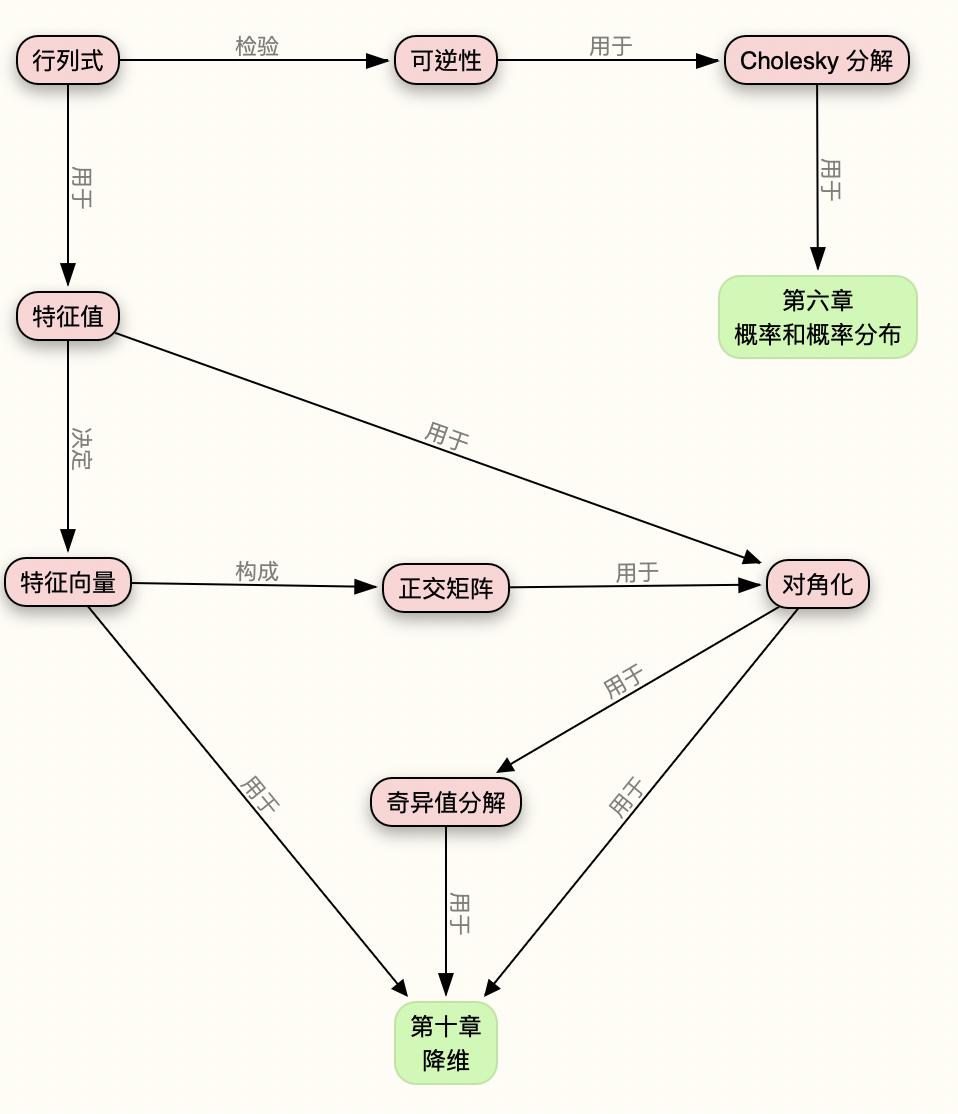 行列式
检验
可逆性
用于
Cholesky 分解
用于
用于
第六章
概率和概率分布
特征值
用于
决定
特征向量
构成
正交矩阵
用于
对角化
用于
用于
用于
奇异值分解
用于
第十章
降维